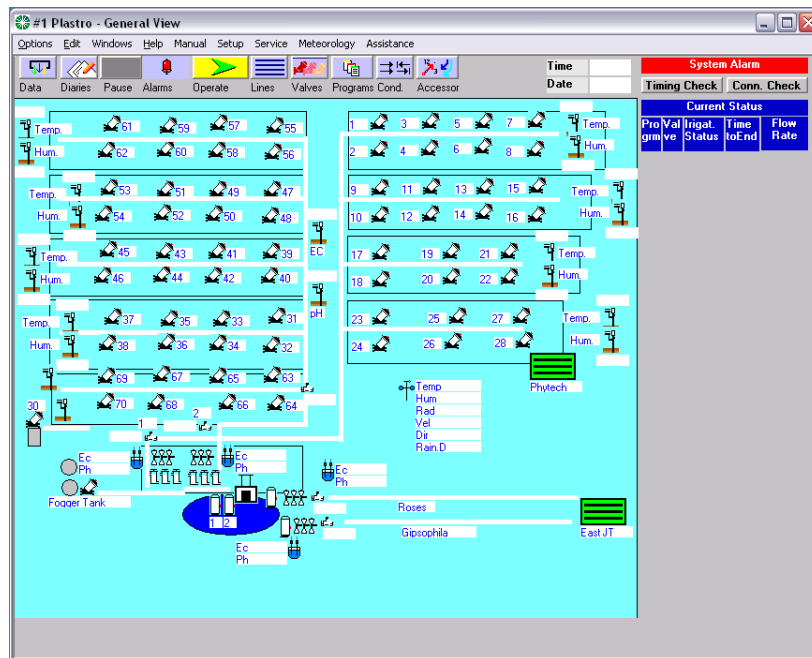 #1 Plastro - General View
Options Edit Windows Help Manual Setup Service Meteorology Assistance
Data Diaries Pause Alarms Operate Lines Valves Programs Cond. Accessor
Time
Date
System Alarm
Timing Check Conn. Check
Current Status
Pro grm Val ve Irigat. Status Time toEnd Flow Rate
Temp. 61 59 57 55
Hum. 62 60 58 56
Temp. 53 51 49 47
Hum. 54 52 50 48
EC
Temp. 45 43 41 39
Hum. 46 44 42 40
pH
Temp. 37 35 33 31
Hum. 38 36 34 32
69 67 65 63
30 70 68 66 64
1 2
1 3 5 7 Temp.
2 4 6 8 Hum.
9 11 13 15 Temp.
10 12 14 16 Hum.
17 19 21 Temp.
18 20 22 Hum.
23 25 27 Temp.
24 26 28 Hum.
Phytech
Temp
Hum
Rad
Vel
Dir
Rain.D
Ec
Ph
Ec
Ph
Ec
Ph
Fogger Tank
1 2
Roses
Gipsophila
East JT
Ec
Ph